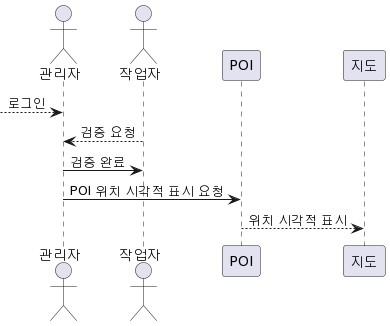 관리자
작업자
POI
지도
로그인
검증 요청
검증 완료
POI 위치 시각적 표시 요청
위치 시각적 표시
관리자
작업자
POI
지도